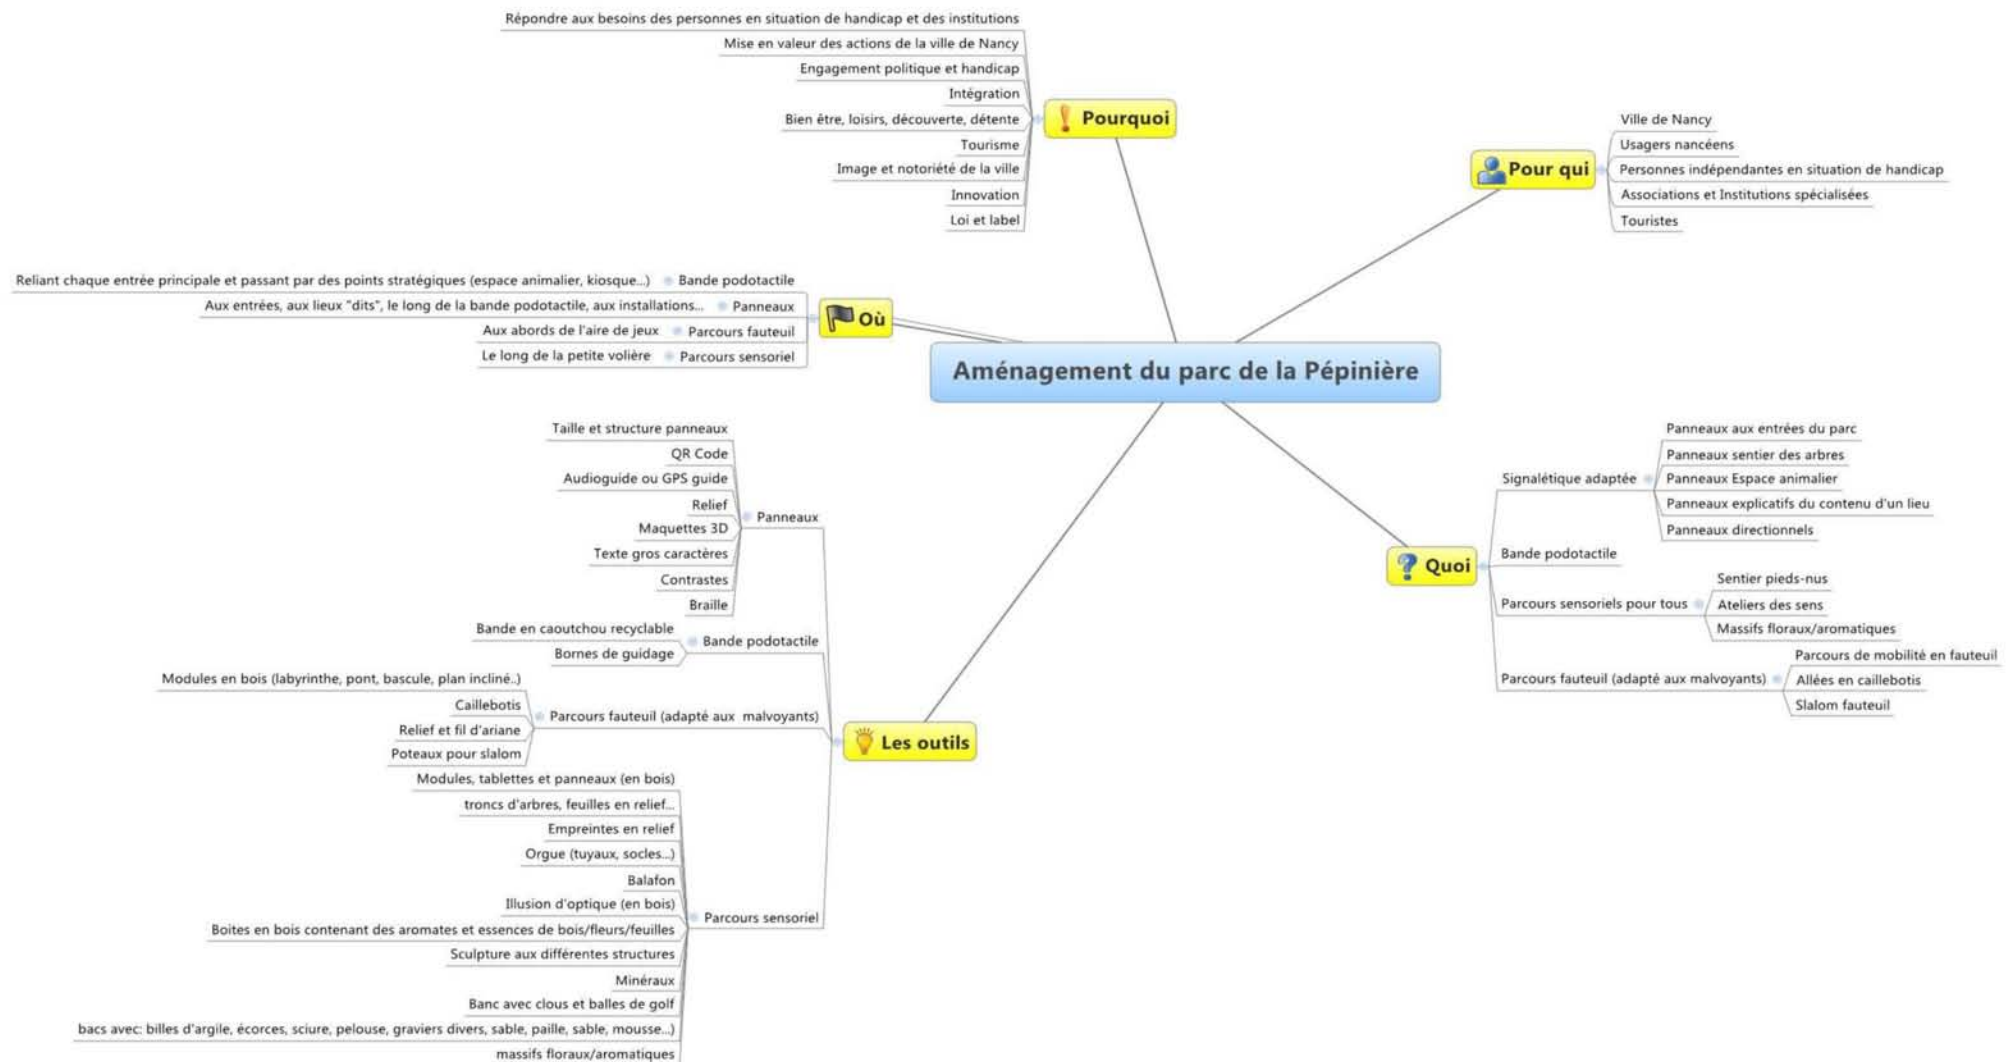 Aménagement du parc de la Pépinière
Pourquoi
Répondre aux besoins des personnes en situation de handicap et des institutions
Mise en valeur des actions de la ville de Nancy
Engagement politique et handicap
Intégration
Bien être, loisirs, découverte, détente
Tourisme
Image et notoriété de la ville
Innovation
Loi et label
Pour qui
Ville de Nancy
Usagers nancéens
Personnes indépendantes en situation de handicap
Associations et Institutions spécialisées
Touristes
Où
Bande podotactile
Reliant chaque entrée principale et passant par des points stratégiques (espace animalier, kiosque...)
Panneaux
Aux entrées, aux lieux "dits", le long de la bande podotactile, aux installations...
Parcours fauteuil
Aux abords de l'aire de jeux
Parcours sensoriel
Le long de la petite volière
Quoi
Signalétique adaptée
Panneaux aux entrées du parc
Panneaux sentier des arbres
Panneaux Espace animalier
Panneaux explicatifs du contenu d'un lieu
Panneaux directionnels
Bande podotactile
Parcours sensoriels pour tous
Sentier pieds-nus
Ateliers des sens
Massifs floraux/aromatiques
Parcours fauteuil (adapté aux malvoyants)
Parcours de mobilité en fauteuil
Allées en caillebotis
Slalom fauteuil
Les outils
Panneaux
Taille et structure panneaux
QR Code
Audioguide ou GPS guide
Relief
Maquettes 3D
Texte gros caractères
Contrastes
Braille
Bande podotactile
Bande en caoutchou recyclable
Bornes de guidage
Parcours fauteuil (adapté aux malvoyants)
Modules en bois (labyrinthe, pont, bascule, plan incliné..)
Caillebotis
Relief et fil d'ariane
Poteaux pour slalom
Parcours sensoriel
Modules, tablettes et panneaux (en bois)
troncs d'arbres, feuilles en relief...
Empreintes en relief
Orgue (tuyaux, socles...)
Balafon
Illusion d'optique (en bois)
Boites en bois contenant des aromates et essences de bois/fleurs/feuilles
Sculpture aux différentes structures
Minéraux
Banc avec clous et balles de golf
bacs avec: billes d'argile, écorces, sciure, pelouse, graviers divers, sable, paille, sable, mousse...)
massifs floraux/aromatiques